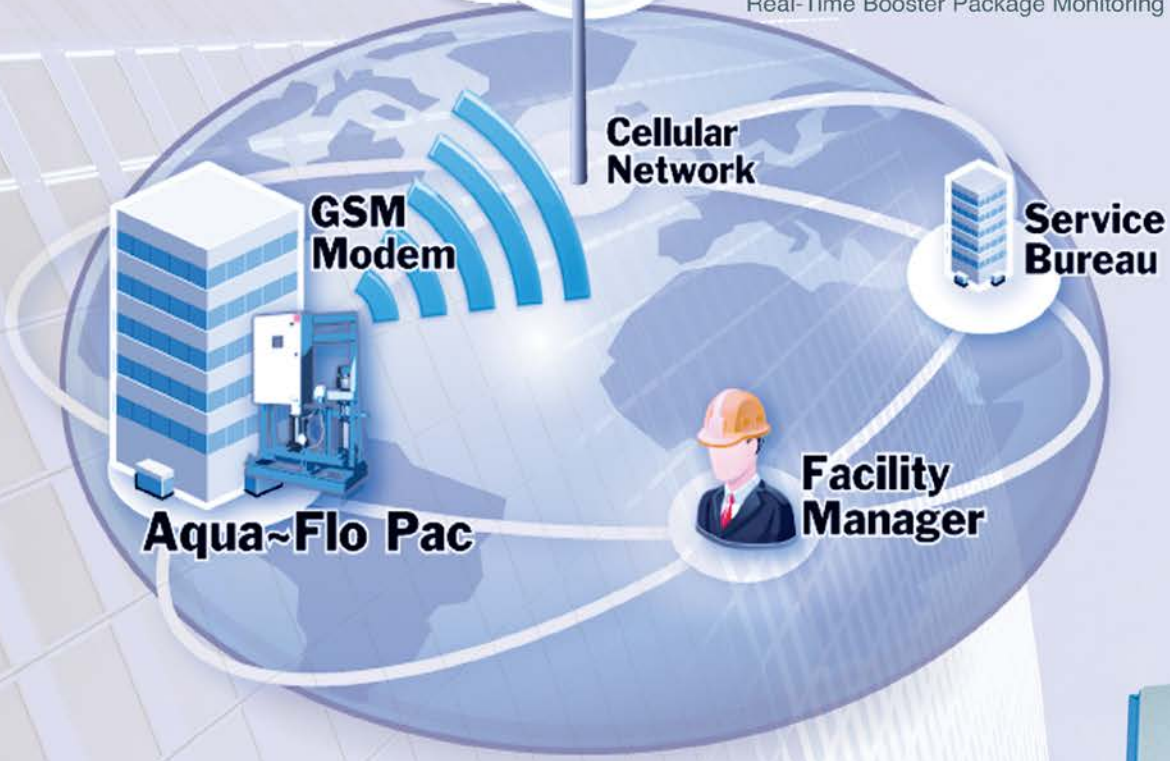 Real-Time Booster Package Monitoring
Cellular
Network
GSM
Modem
Service
Bureau
Facility
Manager
Aqua~Flo Pac